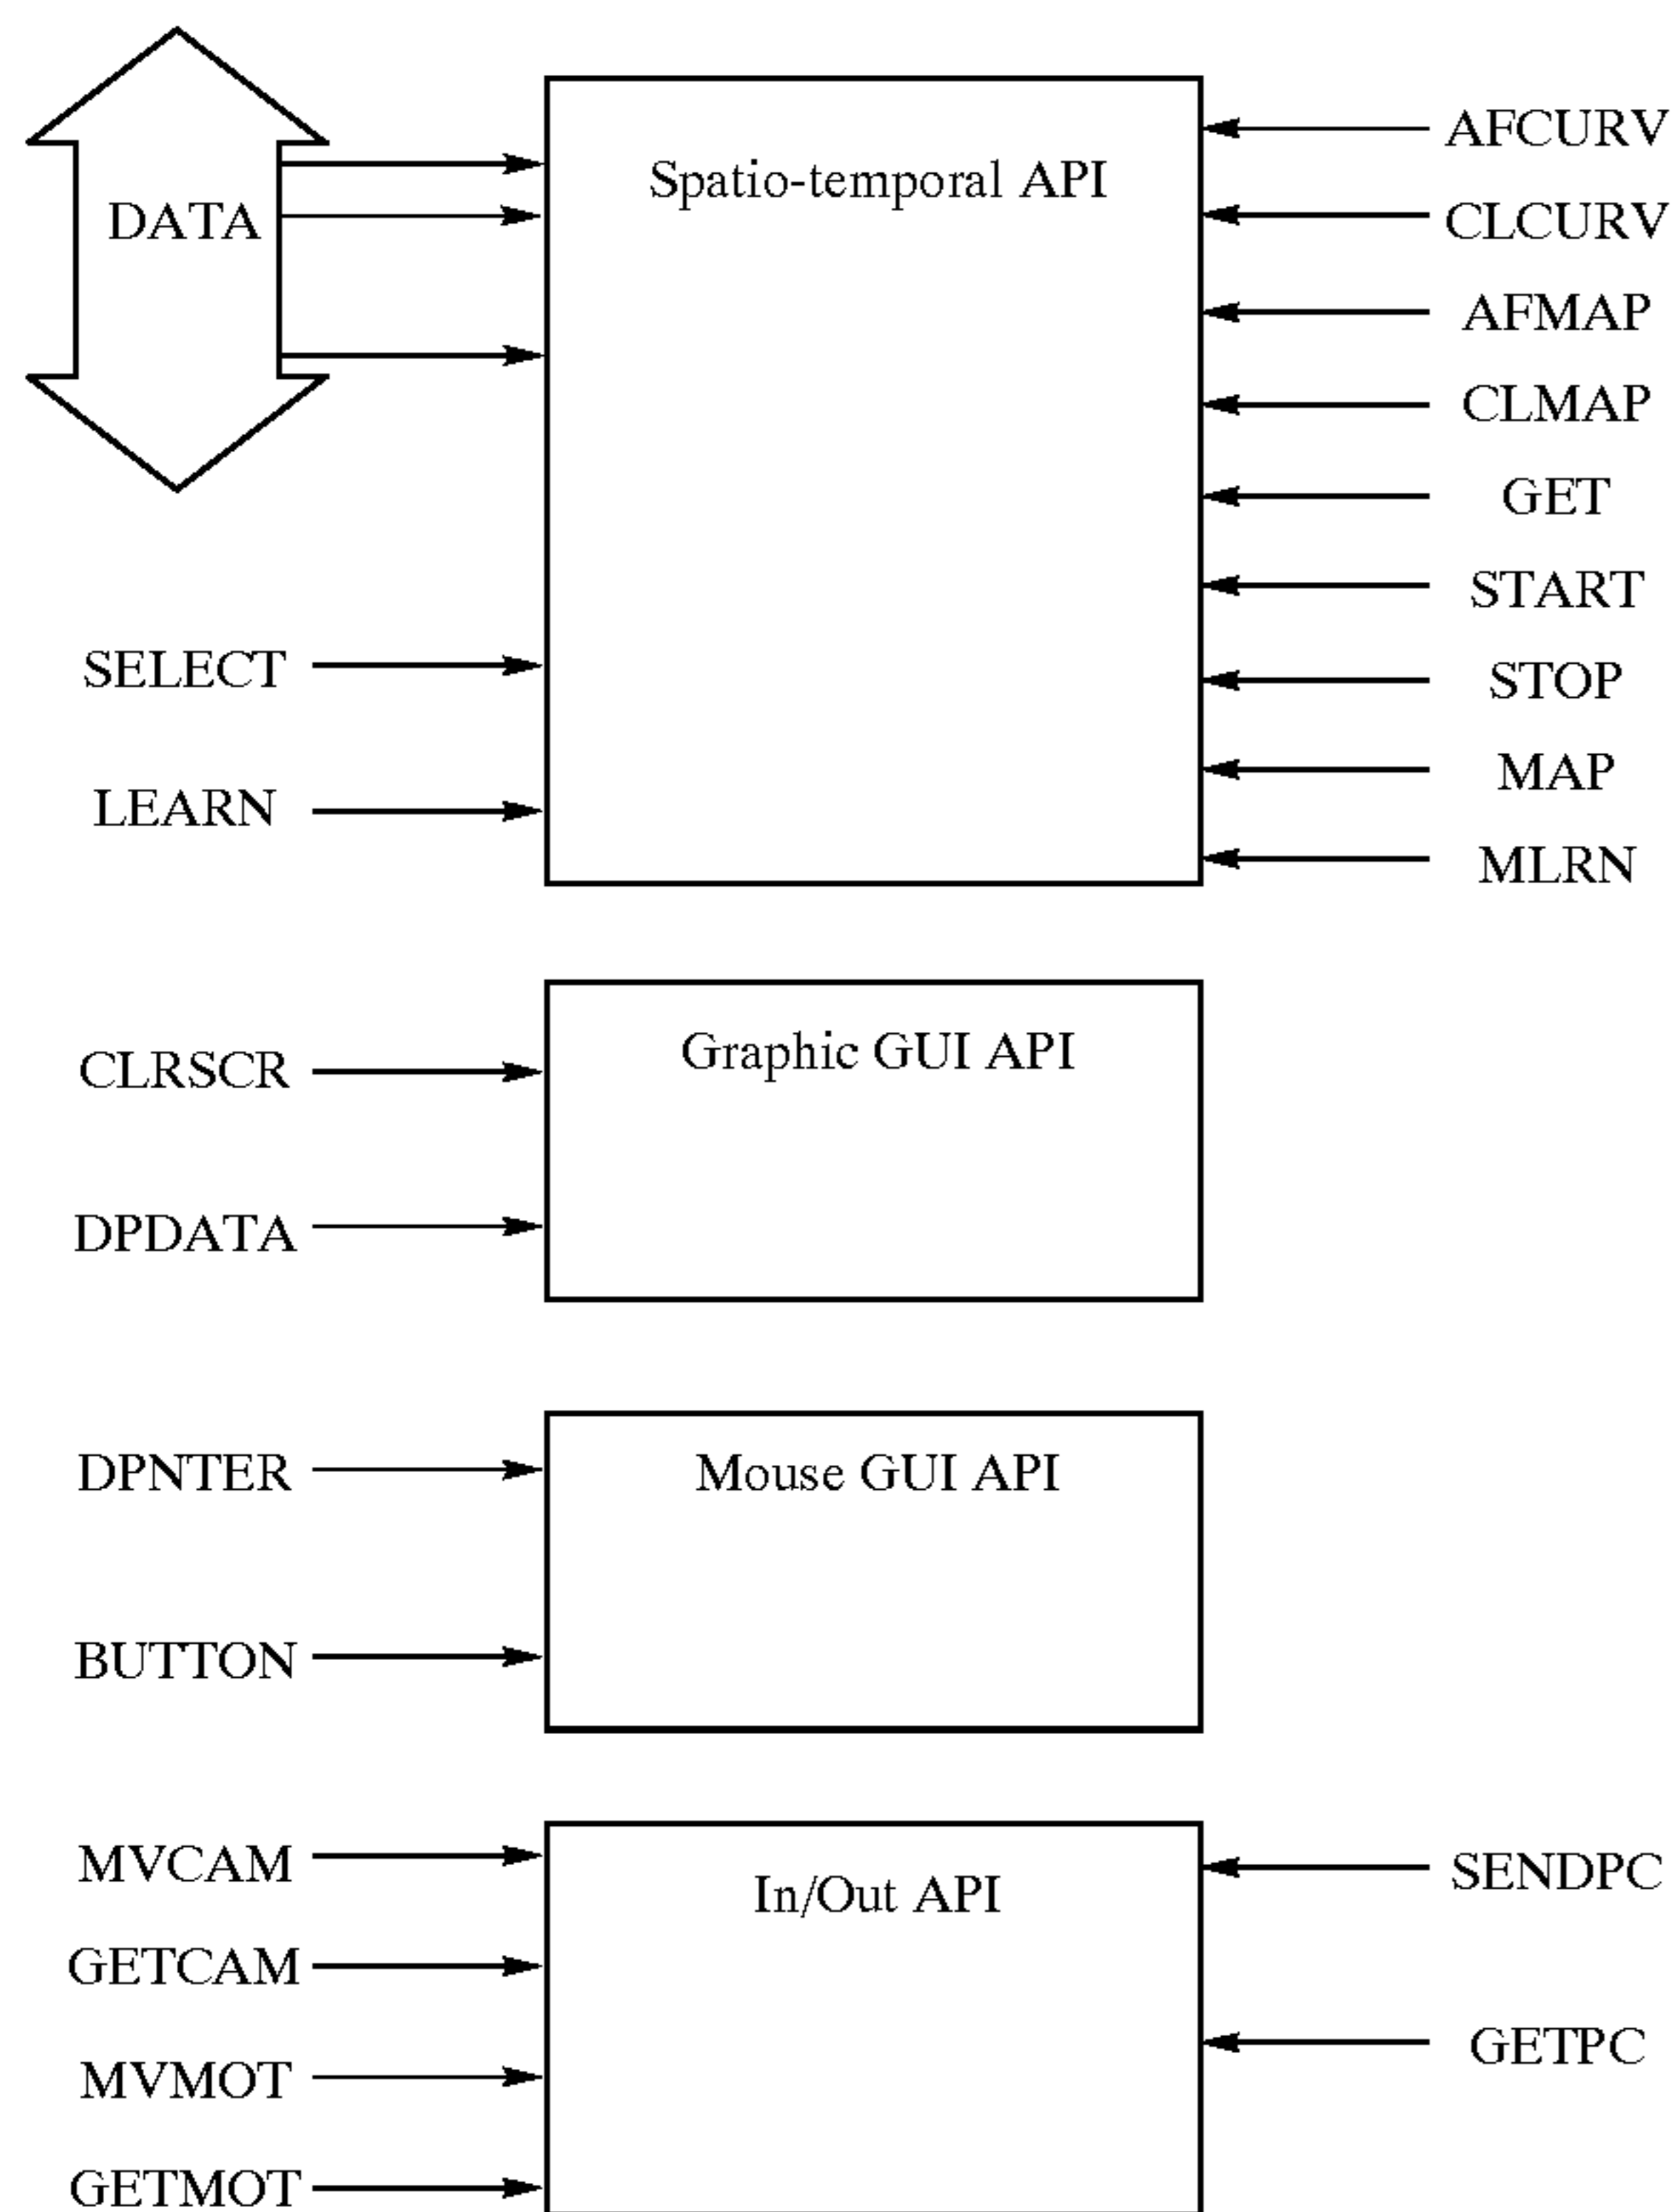 AFCURV
Spatio-temporal API
DATA
CLCURV
AFMAP
CLMAP
GET
START
SELECT
STOP
MAP
LEARN
MLRN
Graphic GUI API
CLRSCR
DPDATA
DPNTER
Mouse GUI API
BUTTON
MVCAM
In/Out API
SENDPC
GETCAM
GETPC
MVMOT
GETMOT